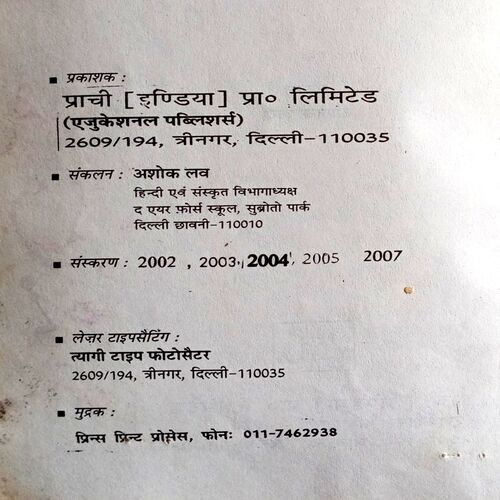 ▪ प्रकाशक :
प्राची [इण्डिया] प्रा० लिमिटेड
(एजुकेशनल पब्लिशर्स)
2609/194, त्रीनगर, दिल्ली-110035
▪ संकलन : अशोक लव
हिन्दी एवं संस्कृत विभागाध्यक्ष
द एयर फ़ोर्स स्कूल, सुब्रोतो पार्क
दिल्ली छावनी-110010
▪ संस्करण : 2002 , 2003, 2004, 2005 2007
▪ लेज़र टाइपसैटिंग :
त्यागी टाइप फोटोसैटर
2609/194, त्रीनगर, दिल्ली-110035
▪ मुद्रक :
प्रिन्स प्रिन्ट प्रोसेस, फोनः 011-7462938